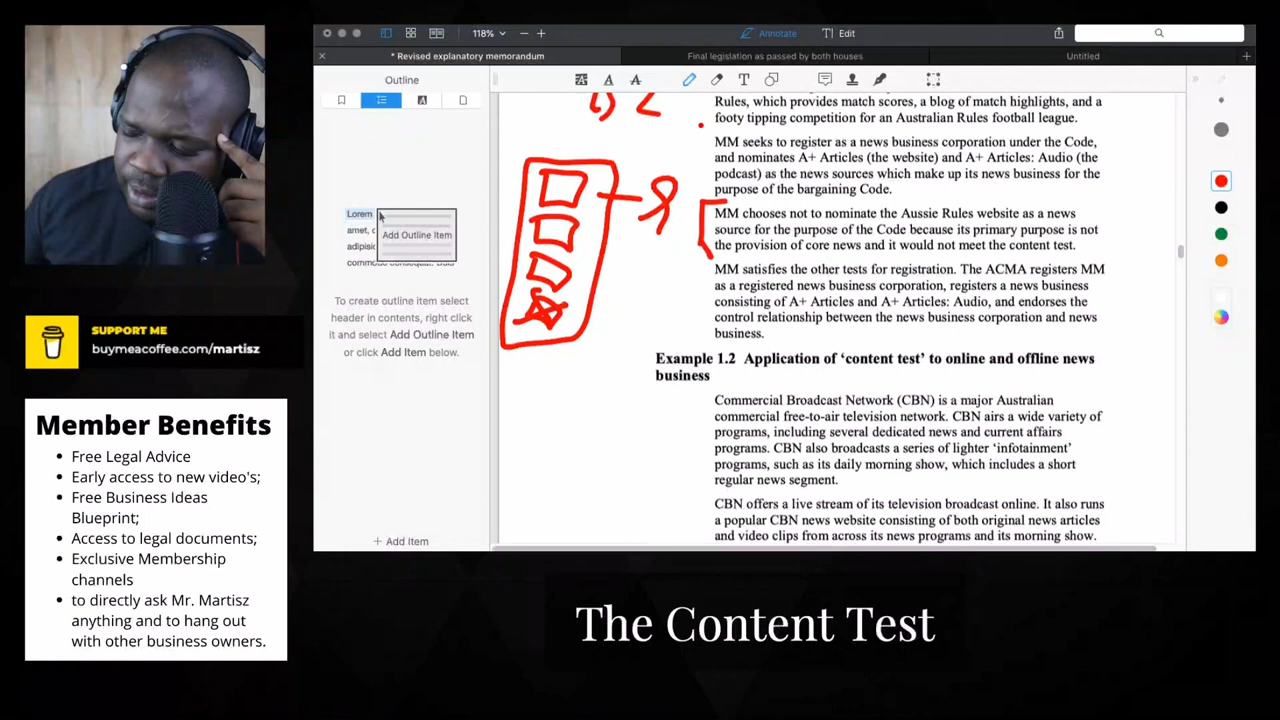 118%
Annotate
Edit
* Revised explanatory memorandum
Final legislation as passed by both houses
Untitled
Outline
Lorem
amet, c
adipisi
Add Outline Item
To create outline item select
header in contents, right click
it and select Add Outline Item
or click Add Item below.
+ Add Item
Rules, which provides match scores, a blog of match highlights, and a
footy tipping competition for an Australian Rules football league.
MM seeks to register as a news business corporation under the Code,
and nominates A+ Articles (the website) and A+ Articles: Audio (the
podcast) as the news sources which make up its news business for the
purpose of the bargaining Code.
MM chooses not to nominate the Aussie Rules website as a news
source for the purpose of the Code because its primary purpose is not
the provision of core news and it would not meet the content test.
MM satisfies the other tests for registration. The ACMA registers MM
as a registered news business corporation, registers a news business
consisting of A+ Articles and A+ Articles: Audio, and endorses the
control relationship between the news business corporation and news
business.
Example 1.2 Application of ‘content test’ to online and offline news
business
Commercial Broadcast Network (CBN) is a major Australian
commercial free-to-air television network. CBN airs a wide variety of
programs, including several dedicated news and current affairs
programs. CBN also broadcasts a series of lighter ‘infotainment’
programs, such as its daily morning show, which includes a short
regular news segment.
CBN offers a live stream of its television broadcast online. It also runs
a popular CBN news website consisting of both original news articles
and video clips from across its news programs and its morning show.
SUPPORT ME
buymeacoffee.com/martisz
Member Benefits
• Free Legal Advice
• Early access to new video's;
• Free Business Ideas
Blueprint;
• Access to legal documents;
• Exclusive Membership
channels
• to directly ask Mr. Martisz
anything and to hang out
with other business owners.
The Content Test